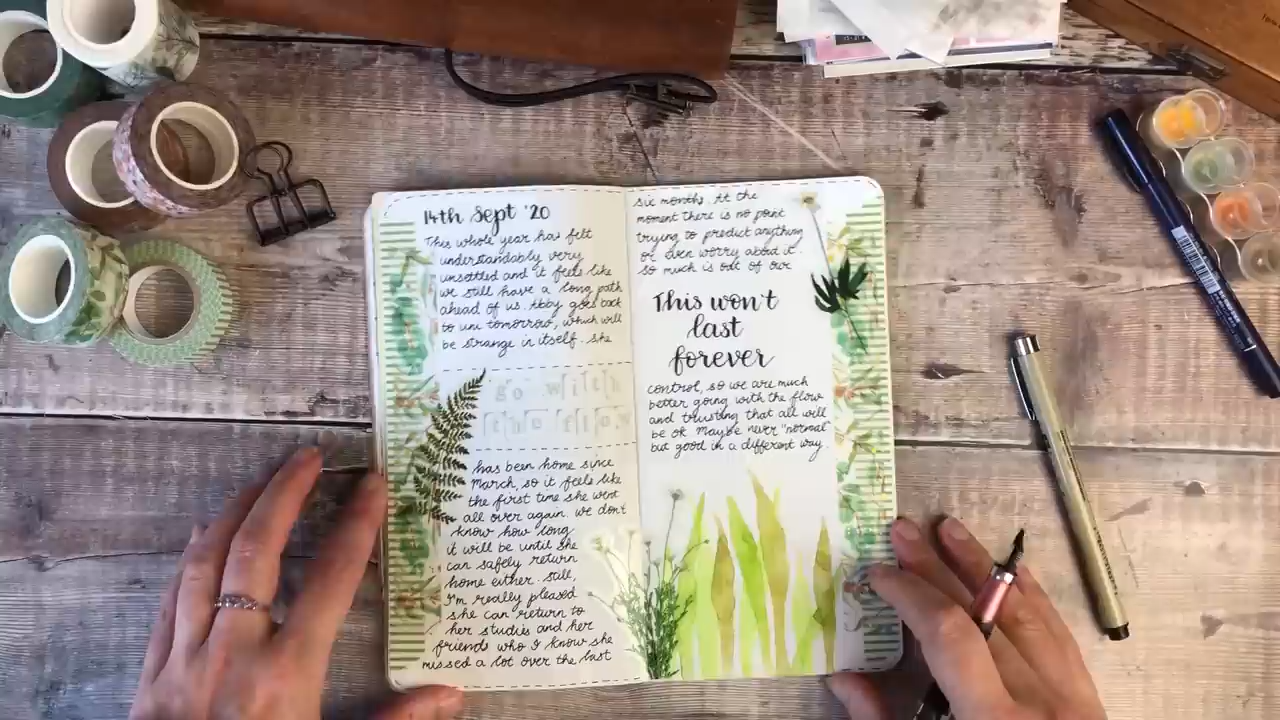 14th Sept '20
This whole year has felt
understandably very
unsettled and it feels like
we still have a long path
ahead of us. Abby goes back
to uni tomorrow, which will
be strange in itself. She
go with
the flow
has been home since
March, so it feels like
the first time she went
all over again. We don't
know how long
it will be until she
can safely return
home either. Still,
I'm really pleased
she can return to
her studies and her
friends who I know she
missed a lot over the last
six months. At the
moment there is no point
trying to predict anything
or even worry about it.
So much is out of our
This won't
last
forever
control, so we are much
better going with the flow
and trusting that all will
be ok. Maybe never "normal"
but good in a different way